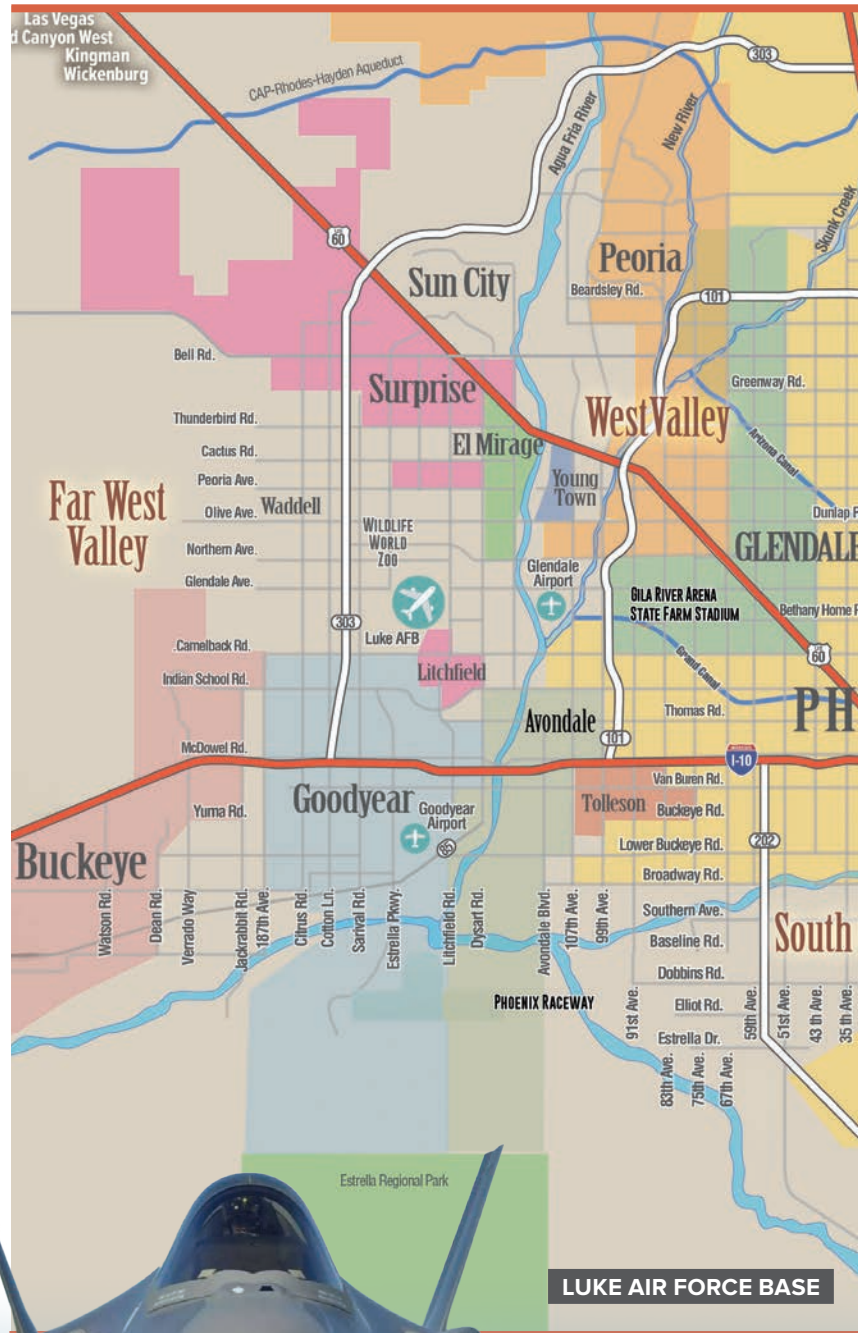 Las Vegas
d Canyon West
Kingman
Wickenburg
CAP-Rhodes-Hayden Aqueduct
303
Agua Fria River
New River
Skunk Creek
US
60
Sun City
Peoria
Beardsley Rd.
101
Bell Rd.
Surprise
Greenway Rd.
Thunderbird Rd.
WestValley
El Mirage
Cactus Rd.
Arizona Canal
Peoria Ave.
Far West
Valley
Waddell
Young
Town
Olive Ave.
Dunlap R
WILDLIFE
WORLD
ZOO
Northern Ave.
GLENDALE
Glendale Ave.
Glendale
Airport
GILA RIVER ARENA
STATE FARM STADIUM
Bethany Home R
303
Luke AFB
Camelback Rd.
US
60
Litchfield
Indian School Rd.
Grand Canal
Avondale
Thomas Rd.
PH
101
McDowel Rd.
I-10
Van Buren Rd.
Goodyear
Goodyear
Airport
Tolleson
Yuma Rd.
Buckeye Rd.
85
202
Lower Buckeye Rd.
Buckeye
Broadway Rd.
Watson Rd.
Dean Rd.
Verrado Way
Jackrabbit Rd.
187th Ave.
Citrus Rd.
Cotton Ln.
Sarival Rd.
Estrella Pkwy.
Litchfield Rd.
Dysart Rd.
Avondale Blvd.
107th Ave.
99th Ave.
Southern Ave.
Baseline Rd.
South
Dobbins Rd.
PHOENIX RACEWAY
91st Ave.
Elliot Rd.
59th Ave.
51st Ave.
43 th Ave.
35 th Ave.
Estrella Dr.
83th Ave.
75th Ave.
67th Ave.
Estrella Regional Park
LUKE AIR FORCE BASE